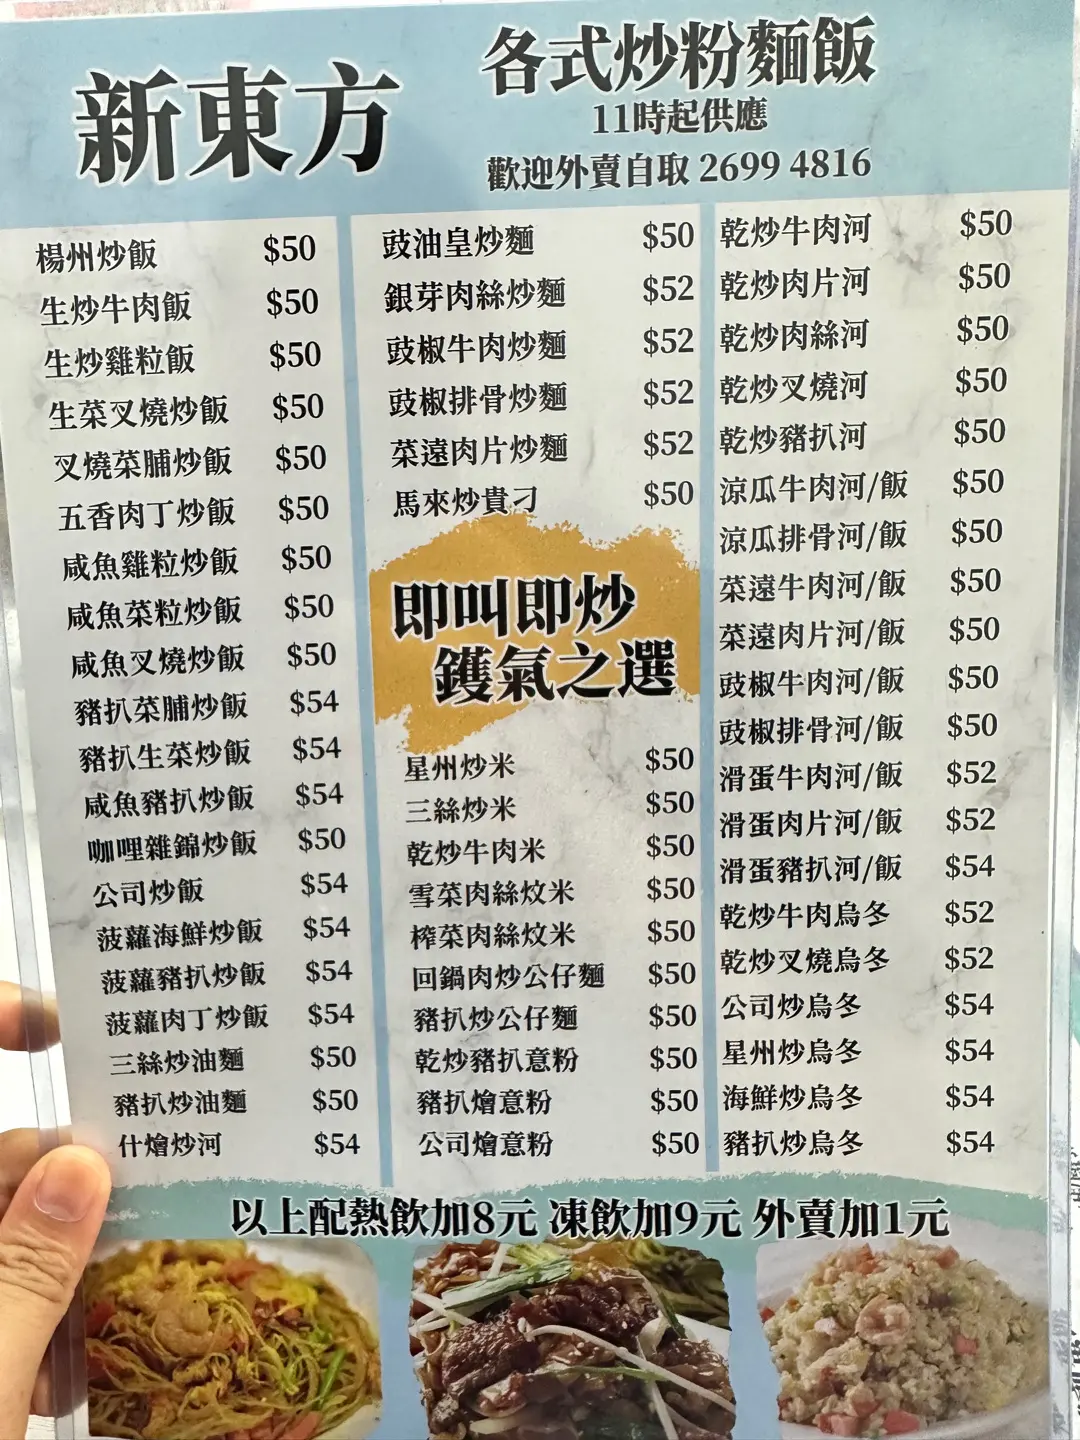 新東方
各式炒粉麵飯
11時起供應
歡迎外賣自取 2699 4816
楊州炒飯 $50
生炒牛肉飯 $50
生炒雞粒飯 $50
生菜叉燒炒飯 $50
叉燒菜脯炒飯 $50
五香肉丁炒飯 $50
咸魚雞粒炒飯 $50
咸魚菜粒炒飯 $50
咸魚叉燒炒飯 $50
豬扒菜脯炒飯 $54
豬扒生菜炒飯 $54
咸魚豬扒炒飯 $54
咖哩雜錦炒飯 $50
公司炒飯 $54
菠蘿海鮮炒飯 $54
菠蘿豬扒炒飯 $54
菠蘿肉丁炒飯 $54
三絲炒油麵 $50
豬扒炒油麵 $50
什燴炒河 $54
豉油皇炒麵 $50
銀芽肉絲炒麵 $52
豉椒牛肉炒麵 $52
豉椒排骨炒麵 $52
菜遠肉片炒麵 $52
馬來炒貴刁 $50
即叫即炒
鑊氣之選
星州炒米 $50
三絲炒米 $50
乾炒牛肉米 $50
雪菜肉絲炆米 $50
榨菜肉絲炆米 $50
回鍋肉炒公仔麵 $50
豬扒炒公仔麵 $50
乾炒豬扒意粉 $50
豬扒燴意粉 $50
公司燴意粉 $50
乾炒牛肉河 $50
乾炒肉片河 $50
乾炒肉絲河 $50
乾炒叉燒河 $50
乾炒豬扒河 $50
涼瓜牛肉河/飯 $50
涼瓜排骨河/飯 $50
菜遠牛肉河/飯 $50
菜遠肉片河/飯 $50
豉椒牛肉河/飯 $50
豉椒排骨河/飯 $50
滑蛋牛肉河/飯 $52
滑蛋肉片河/飯 $52
滑蛋豬扒河/飯 $54
乾炒牛肉烏冬 $52
乾炒叉燒烏冬 $52
公司炒烏冬 $54
星州炒烏冬 $54
海鮮炒烏冬 $54
豬扒炒烏冬 $54
以上配熱飲加8元 凍飲加9元 外賣加1元